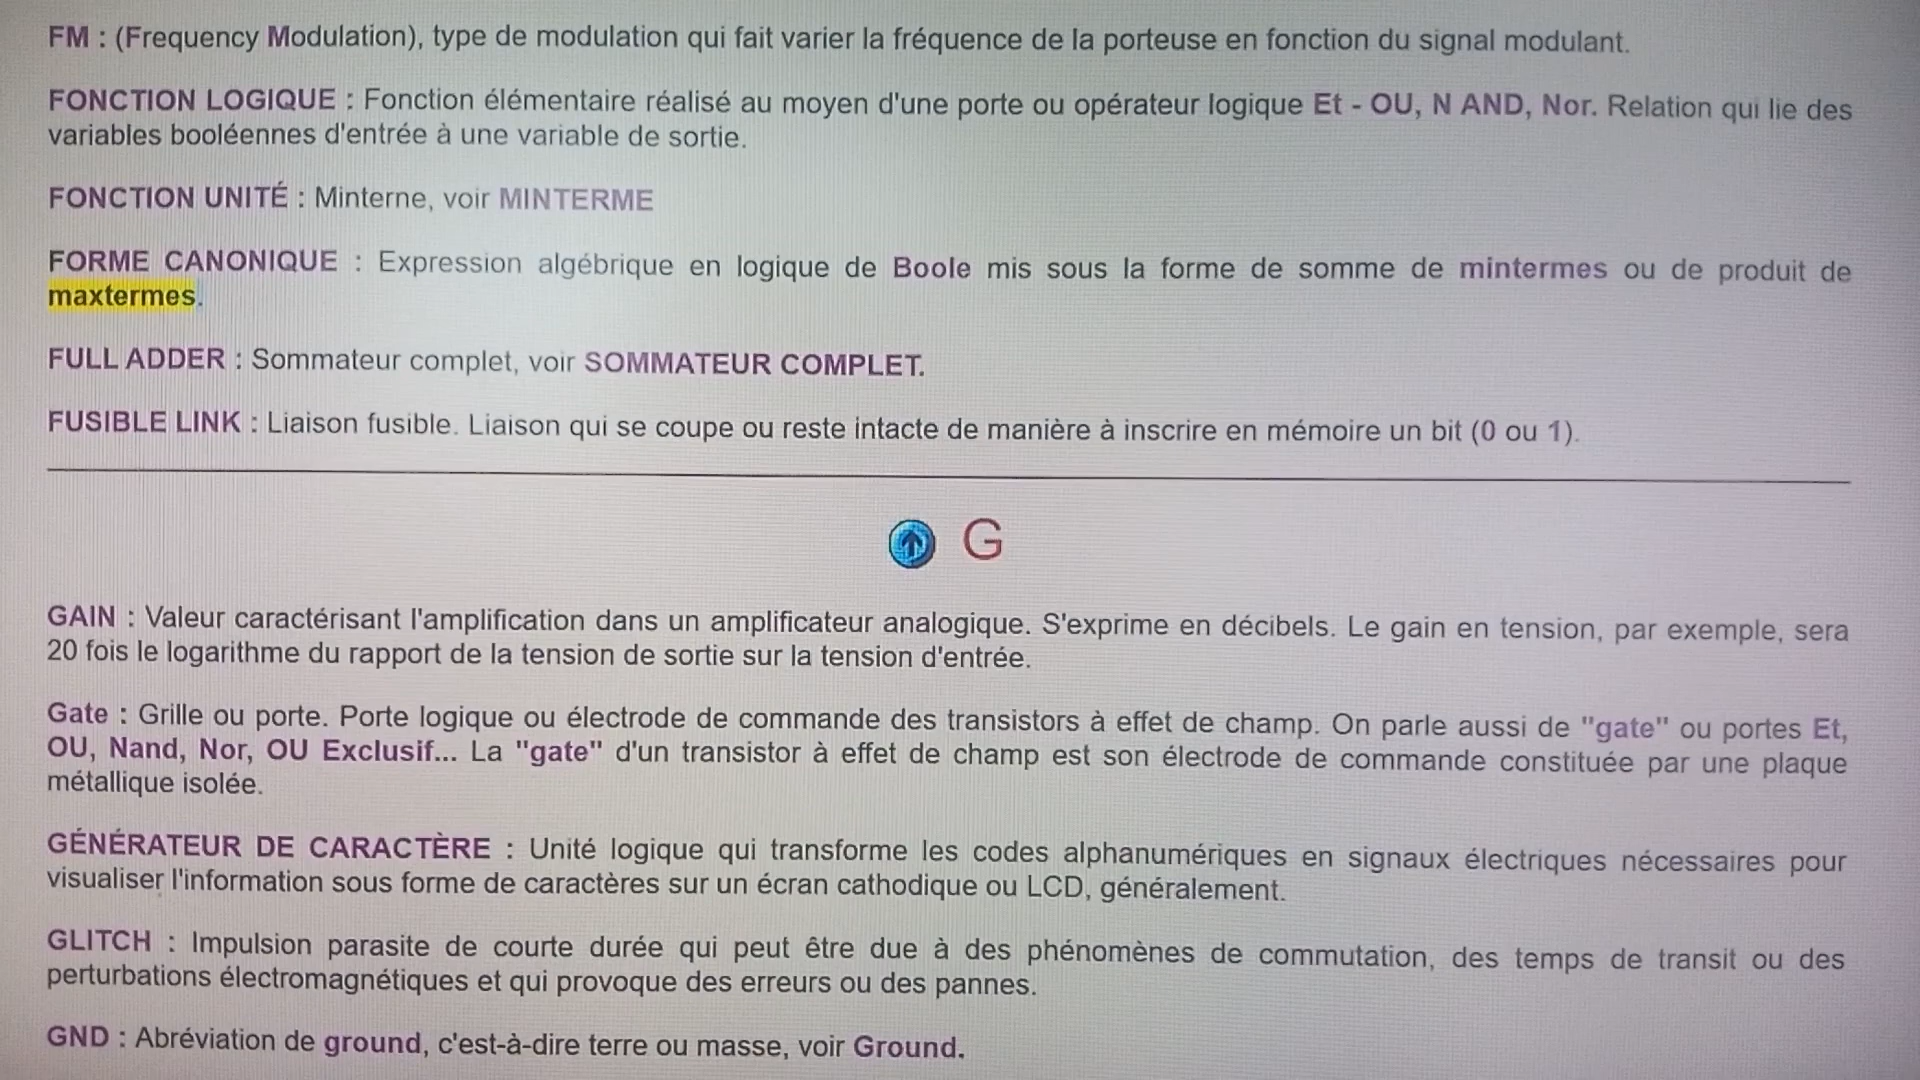 FM : (Frequency Modulation), type de modulation qui fait varier la fréquence de la porteuse en fonction du signal modulant.
FONCTION LOGIQUE : Fonction élémentaire réalisé au moyen d'une porte ou opérateur logique Et - OU, N AND, Nor. Relation qui lie des
variables booléennes d'entrée à une variable de sortie.
FONCTION UNITÉ : Minterne, voir MINTERME
FORME CANONIQUE : Expression algébrique en logique de Boole mis sous la forme de somme de mintermes ou de produit de
maxtermes.
FULL ADDER : Sommateur complet, voir SOMMATEUR COMPLET.
FUSIBLE LINK : Liaison fusible. Liaison qui se coupe ou reste intacte de manière à inscrire en mémoire un bit (0 ou 1).
G
GAIN : Valeur caractérisant l'amplification dans un amplificateur analogique. S'exprime en décibels. Le gain en tension, par exemple, sera
20 fois le logarithme du rapport de la tension de sortie sur la tension d'entrée.
Gate : Grille ou porte. Porte logique ou électrode de commande des transistors à effet de champ. On parle aussi de "gate" ou portes Et,
OU, Nand, Nor, OU Exclusif... La "gate" d'un transistor à effet de champ est son électrode de commande constituée par une plaque
métallique isolée.
GÉNÉRATEUR DE CARACTÈRE : Unité logique qui transforme les codes alphanumériques en signaux électriques nécessaires pour
visualiser l'information sous forme de caractères sur un écran cathodique ou LCD, généralement.
GLITCH : Impulsion parasite de courte durée qui peut être due à des phénomènes de commutation, des temps de transit ou des
perturbations électromagnétiques et qui provoque des erreurs ou des pannes.
GND : Abréviation de ground, c'est-à-dire terre ou masse, voir Ground.